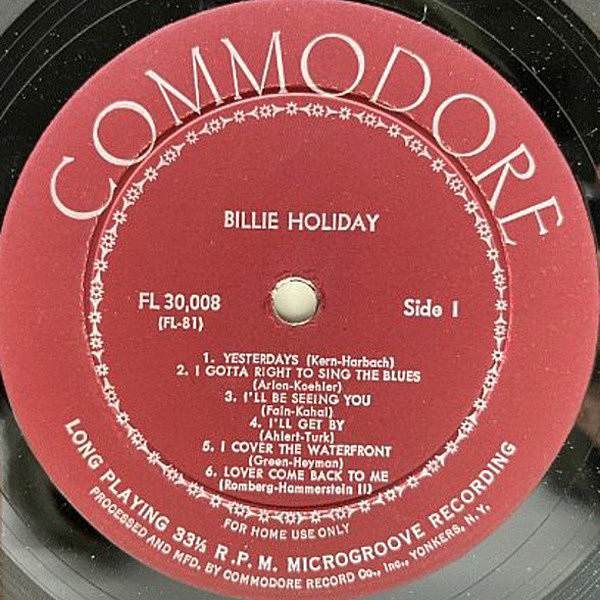 COMMODORE
BILLIE HOLIDAY
FL 30,008
(FL-81)
Side 1
1. YESTERDAYS (Kern-Harbach)
2. I GOTTA RIGHT TO SING THE BLUES
(Arlen-Koehler)
3. I'LL BE SEEING YOU
(Fain-Kahal)
4. I'LL GET BY
(Ahlert-Turk)
5. I COVER THE WATERFRONT
(Green-Heyman)
6. LOVER COME BACK TO ME
(Romberg-Hammerstein II)
FOR HOME USE ONLY
LONG PLAYING 33⅓ R.P.M. MICROGROOVE RECORDING
PROCESSED AND MFD. BY COMMODORE RECORD Co., Inc., YONKERS, N.Y.